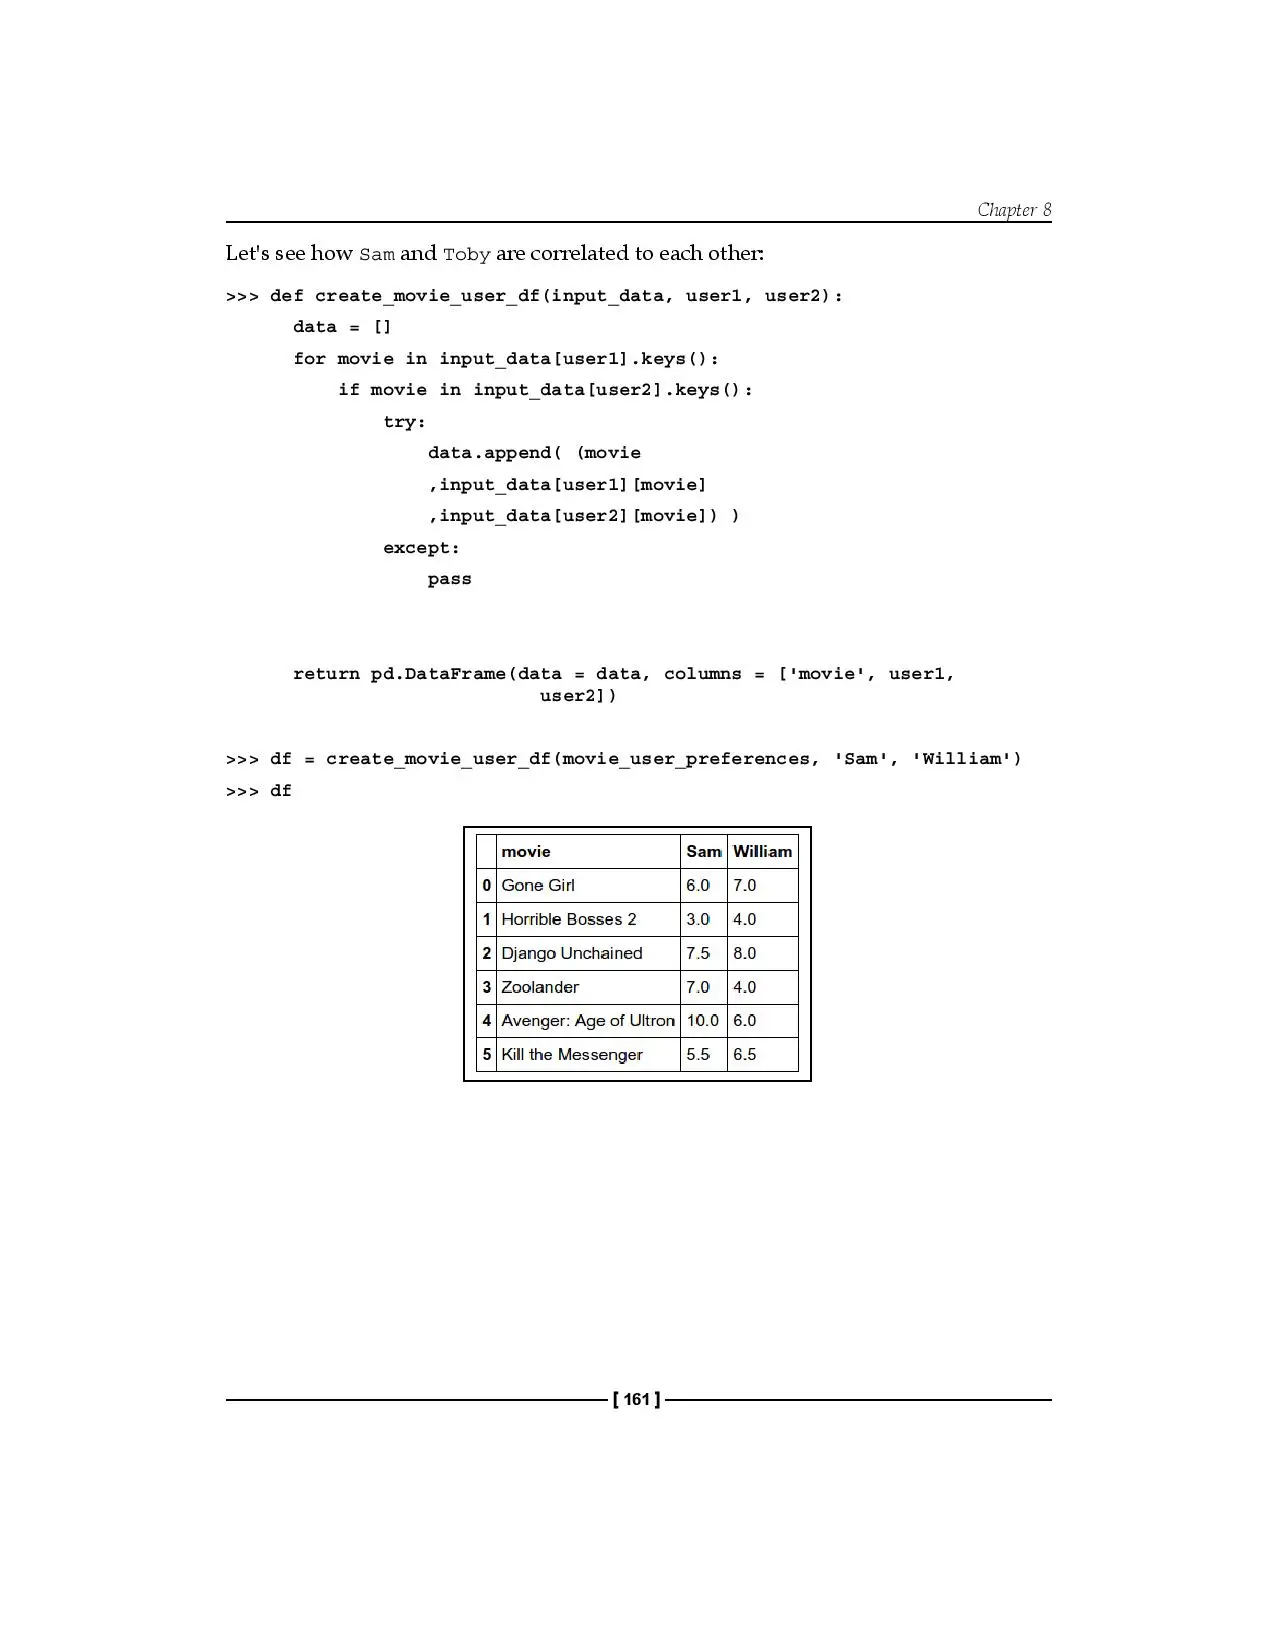 Chapter 8
Let's see how Sam and Toby are correlated to each other:
>>> def create_movie_user_df(input_data, user1, user2):
data = []
for movie in input_data[user1].keys():
if movie in input_data[user2].keys():
try:
data.append( (movie
,input_data[user1][movie]
,input_data[user2][movie]) )
except:
pass
return pd.DataFrame(data = data, columns = ['movie', user1,
user2])
>>> df = create_movie_user_df(movie_user_preferences, 'Sam', 'William')
>>> df
movie Sam William
0 Gone Girl 6.0 7.0
1 Horrible Bosses 2 3.0 4.0
2 Django Unchained 7.5 8.0
3 Zoolander 7.0 4.0
4 Avenger: Age of Ultron 10.0 6.0
5 Kill the Messenger 5.5 6.5
[ 161 ]